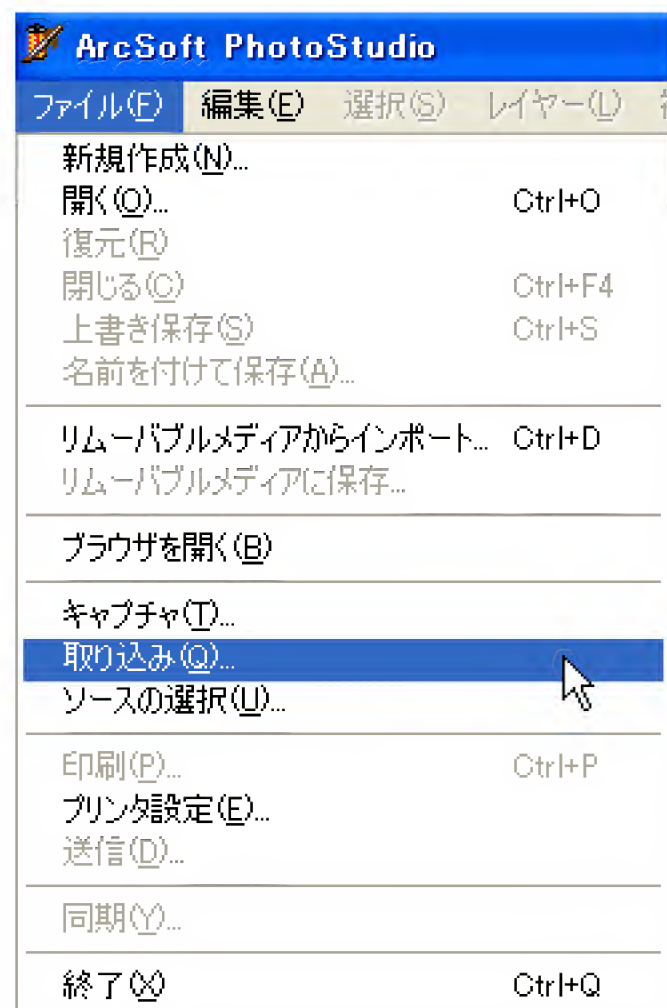 ArcSoft PhotoStudio
ファイル(F) 編集(E) 選択(S) レイヤー(L)
新規作成(N)...
開く(O)... Ctrl+O
復元(R)
閉じる(C) Ctrl+F4
上書き保存(S) Ctrl+S
名前を付けて保存(A)...
リムーバブルメディアからインポート... Ctrl+D
リムーバブルメディアに保存...
ブラウザを開く(B)
キャプチャ(T)...
取り込み(Q)...
ソースの選択(U)...
印刷(P)... Ctrl+P
プリンタ設定(E)...
送信(D)...
同期(Y)...
終了(X) Ctrl+Q